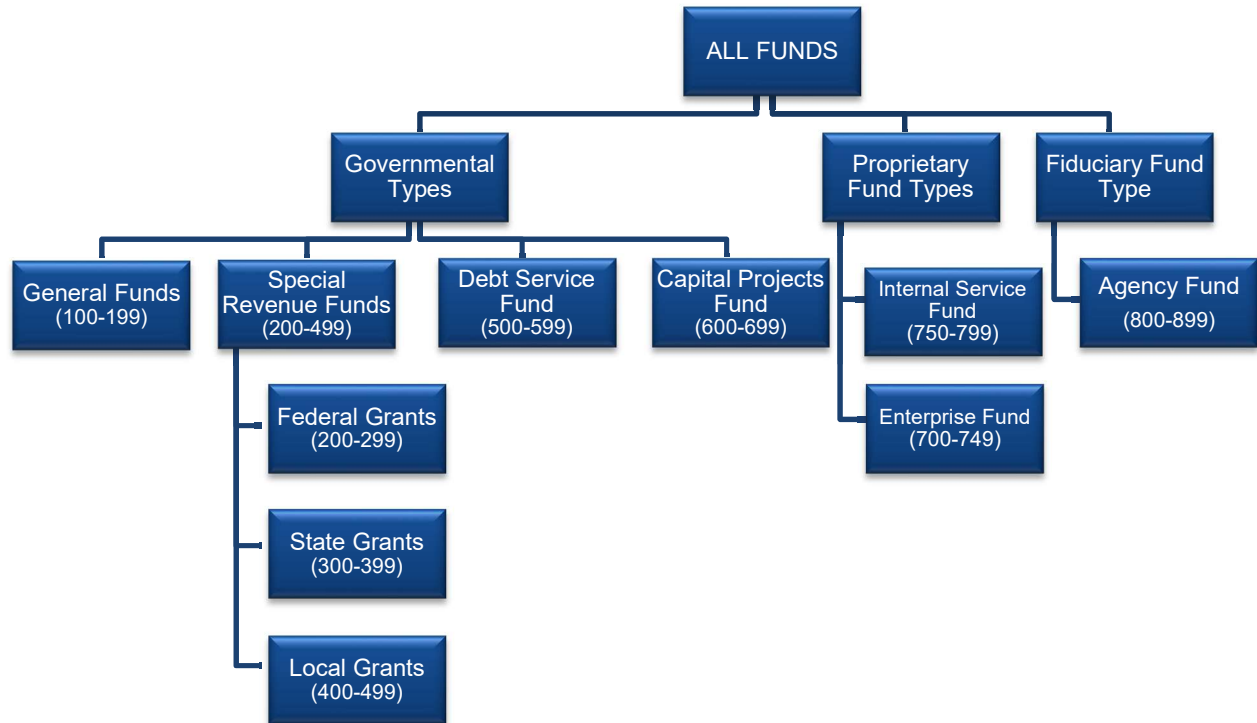 ALL FUNDS
Governmental
Types
Proprietary
Fund Types
Fiduciary Fund
Type
General Funds
(100-199)
Special
Revenue Funds
(200-499)
Debt Service
Fund
(500-599)
Capital Projects
Fund
(600-699)
Internal Service
Fund
(750-799)
Agency Fund
(800-899)
Federal Grants
(200-299)
Enterprise Fund
(700-749)
State Grants
(300-399)
Local Grants
(400-499)